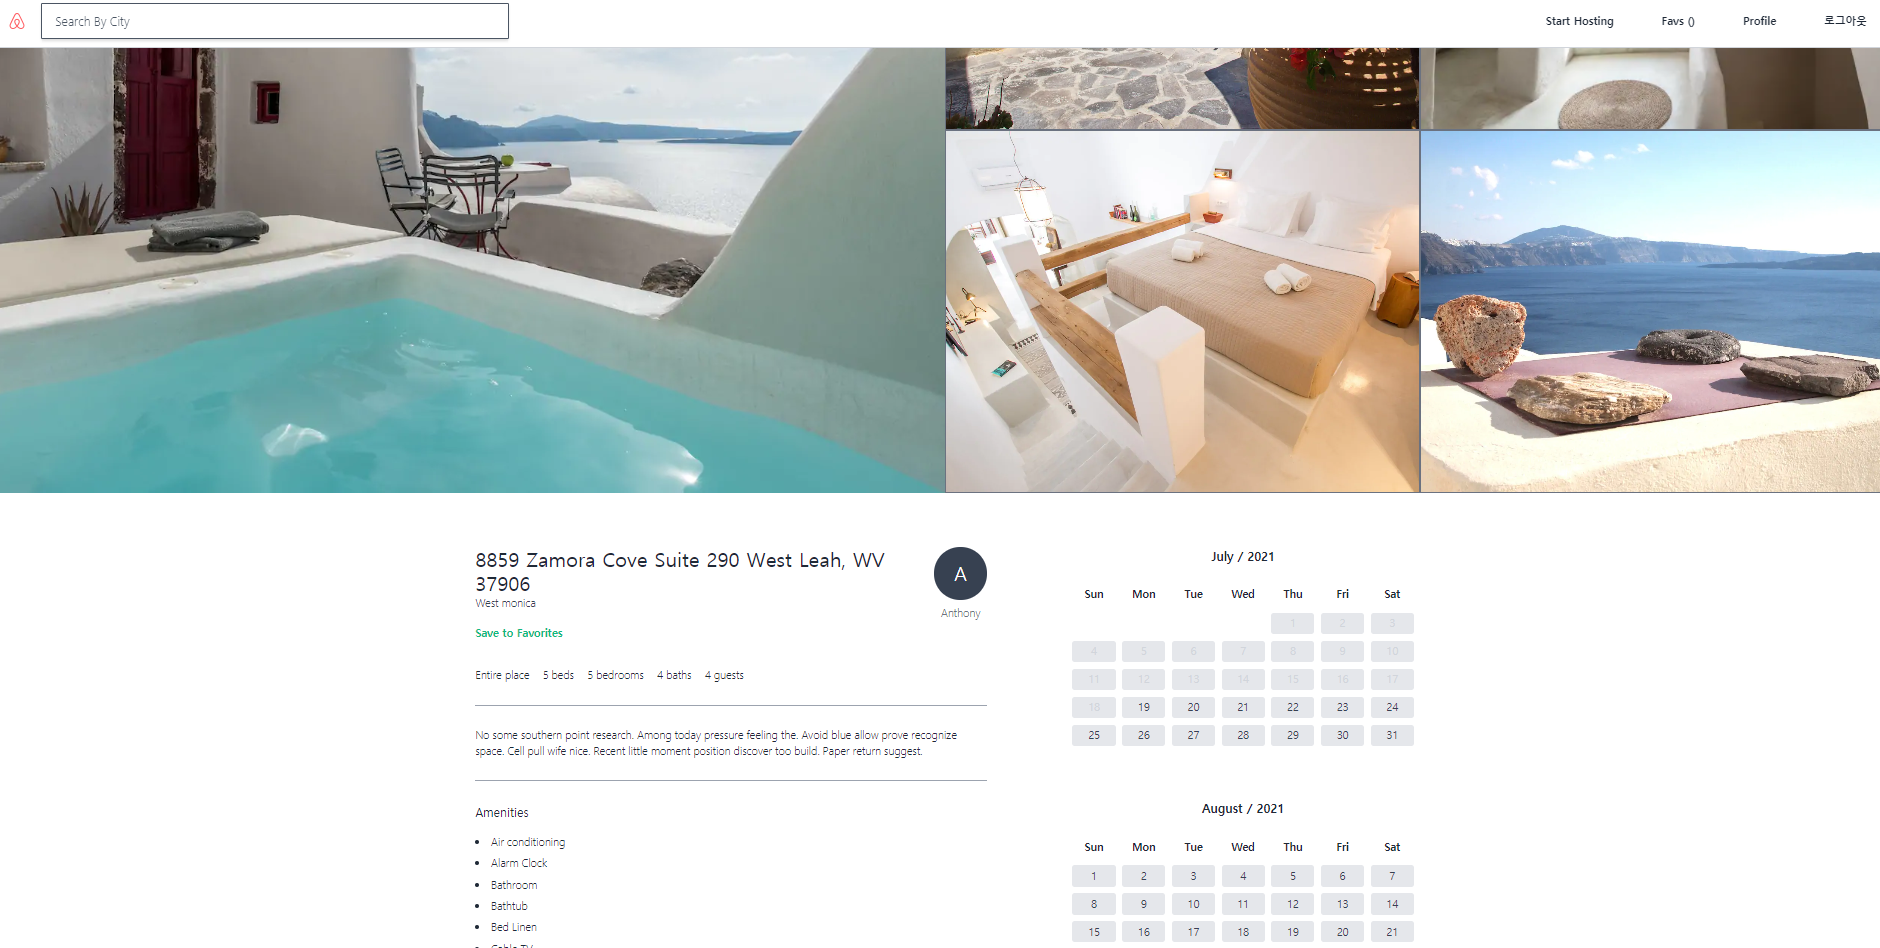 Search By City
Start Hosting
Favs ()
Profile
로그아웃
8859 Zamora Cove Suite 290 West Leah, WV
37906
West monica
Save to Favorites
A
Anthony
Entire place 5 beds 5 bedrooms 4 baths 4 guests
No some southern point research. Among today pressure feeling the. Avoid blue allow prove recognize
space. Cell pull wife nice. Recent little moment position discover too build. Paper return suggest.
Amenities
Air conditioning
Alarm Clock
Bathroom
Bathtub
Bed Linen
Cable TV
July / 2021
Sun Mon Tue Wed Thu Fri Sat
1 2 3
4 5 6 7 8 9 10
11 12 13 14 15 16 17
18 19 20 21 22 23 24
25 26 27 28 29 30 31
August / 2021
Sun Mon Tue Wed Thu Fri Sat
1 2 3 4 5 6 7
8 9 10 11 12 13 14
15 16 17 18 19 20 21